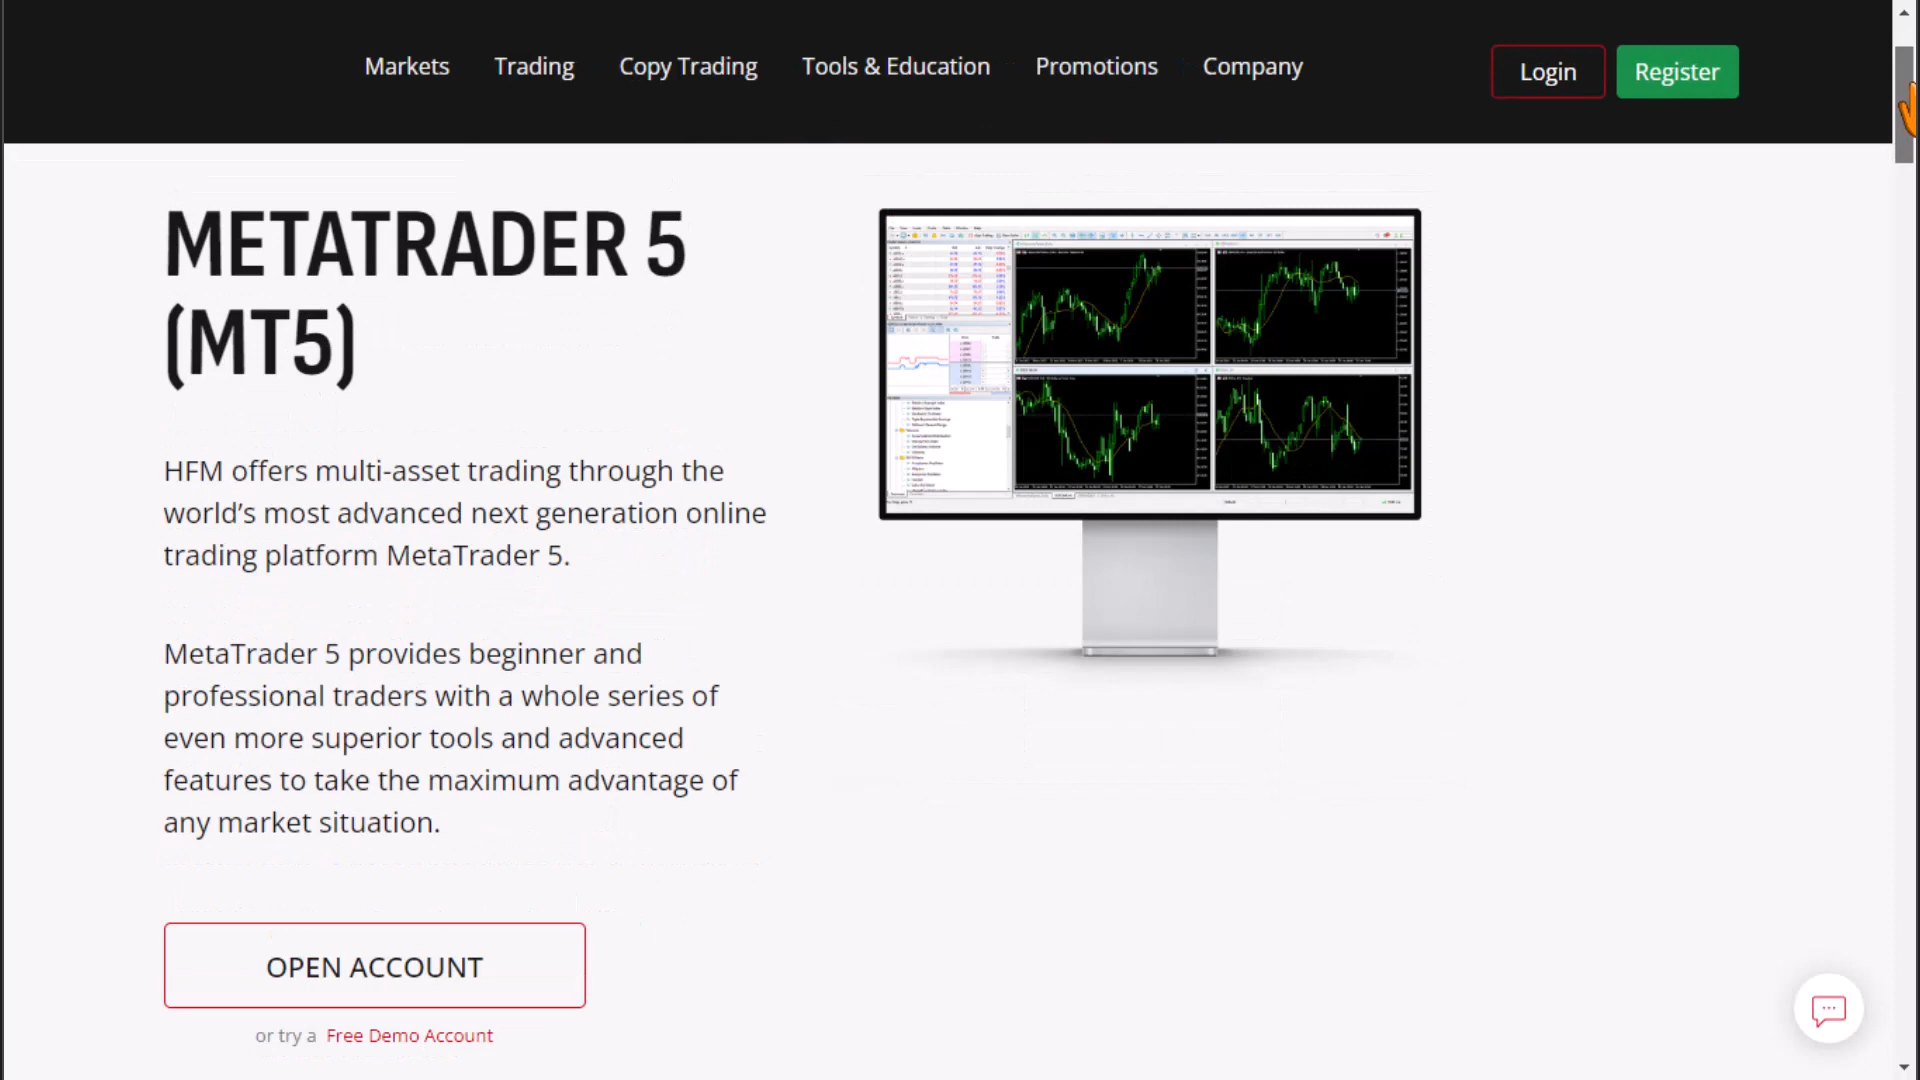 Markets Trading Copy Trading Tools & Education Promotions Company Login Register
METATRADER 5
(MT5)
HFM offers multi-asset trading through the
world’s most advanced next generation online
trading platform MetaTrader 5.
MetaTrader 5 provides beginner and
professional traders with a whole series of
even more superior tools and advanced
features to take the maximum advantage of
any market situation.
OPEN ACCOUNT
or try a Free Demo Account